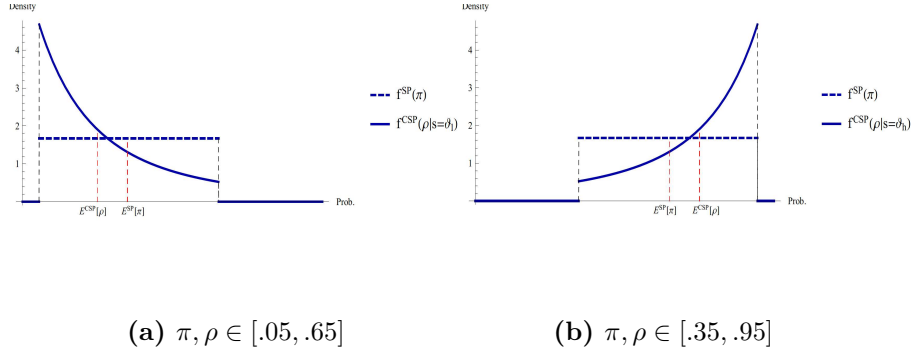 Density
4
3
2
1
E^CSP[ρ]
E^SP[π]
Prob.
f^SP(π)
f^CSP(ρ|s=ϑ_l)
(a) π, ρ ∈ [.05, .65]
Density
4
3
2
1
E^SP[π]
E^CSP[ρ]
Prob.
f^SP(π)
f^CSP(ρ|s=ϑ_h)
(b) π, ρ ∈ [.35, .95]